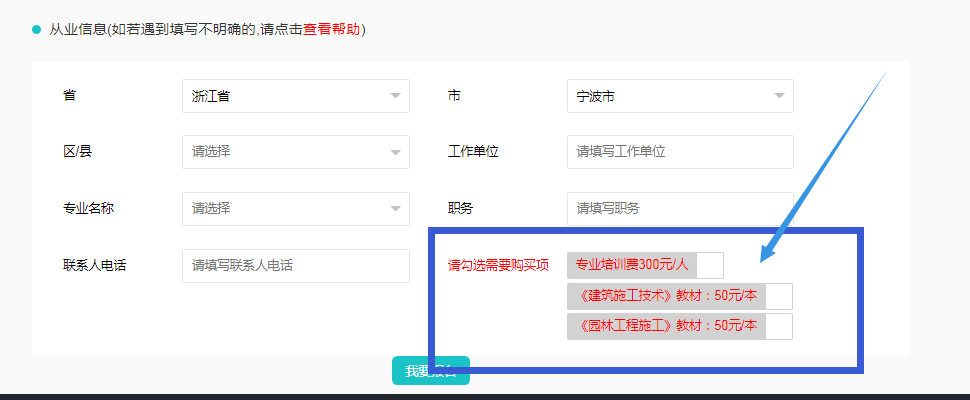 从业信息(如若遇到填写不明确的,请点击查看帮助)
省 浙江省 市 宁波市
区/县 请选择 工作单位 请填写工作单位
专业名称 请选择 职务 请填写职务
联系人电话 请填写联系人电话 请勾选需要购买项 专业培训费300元/人
《建筑施工技术》教材：50元/本
《园林工程施工》教材：50元/本
我要报